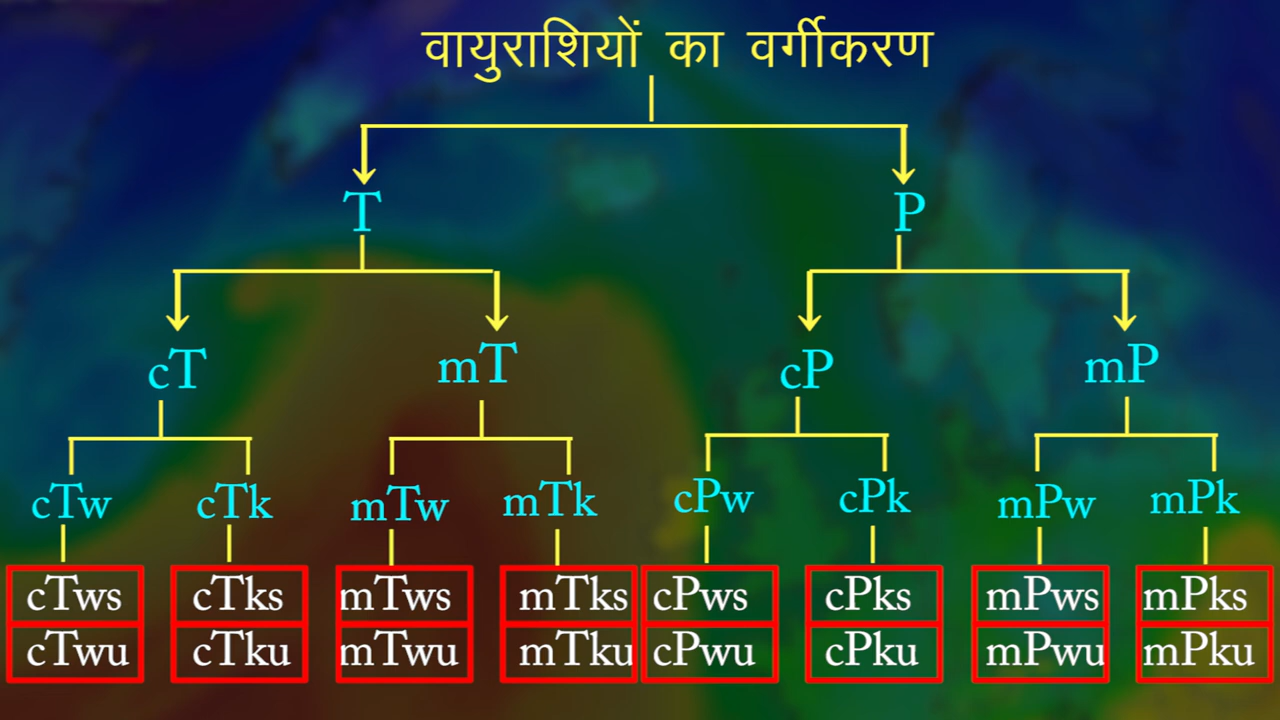 वायुराशियों का वर्गीकरण
T P
cT mT cP mP
cTw cTk mTw mTk cPw cPk mPw mPk
cTws cTks mTws mTks cPws cPks mPws mPks
cTwu cTku mTwu mTku cPwu cPku mPwu mPku